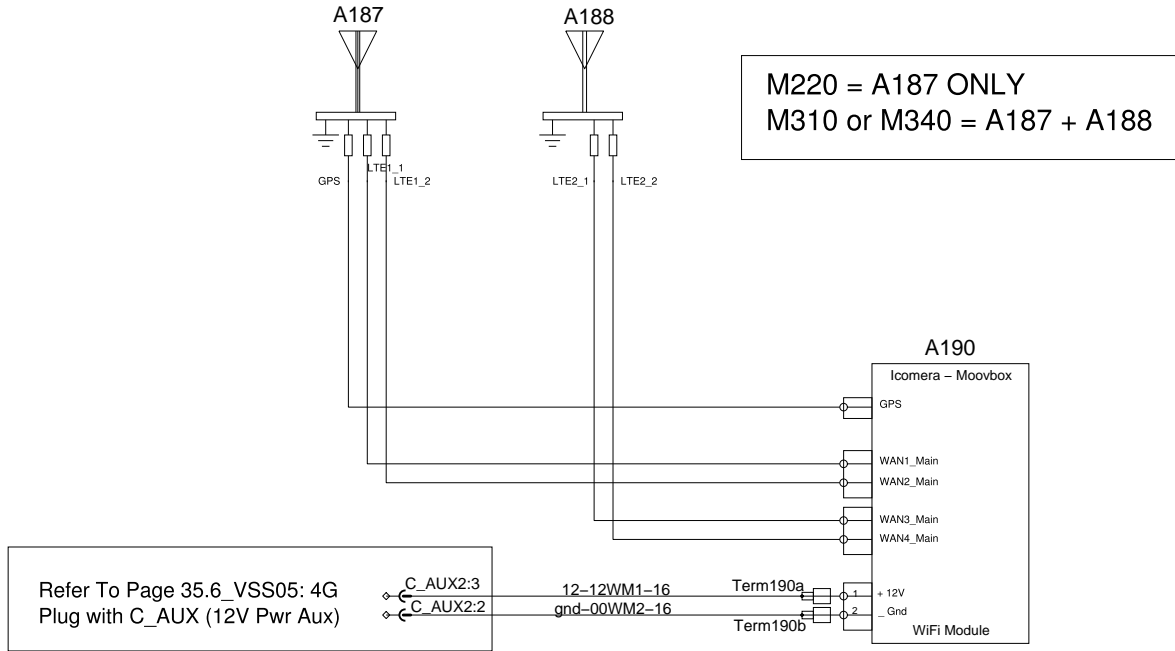 A187
A188
M220 = A187 ONLY
M310 or M340 = A187 + A188
LTE1_1
GPS
LTE1_2
LTE2_1
LTE2_2
A190
Icomera – Moovbox
GPS
WAN1_Main
WAN2_Main
WAN3_Main
WAN4_Main
Refer To Page 35.6_VSS05: 4G
Plug with C_AUX (12V Pwr Aux)
C_AUX2:3
12–12WM1–16
Term190a
1
+ 12V
C_AUX2:2
gnd–00WM2–16
Term190b
2
_ Gnd
WiFi Module